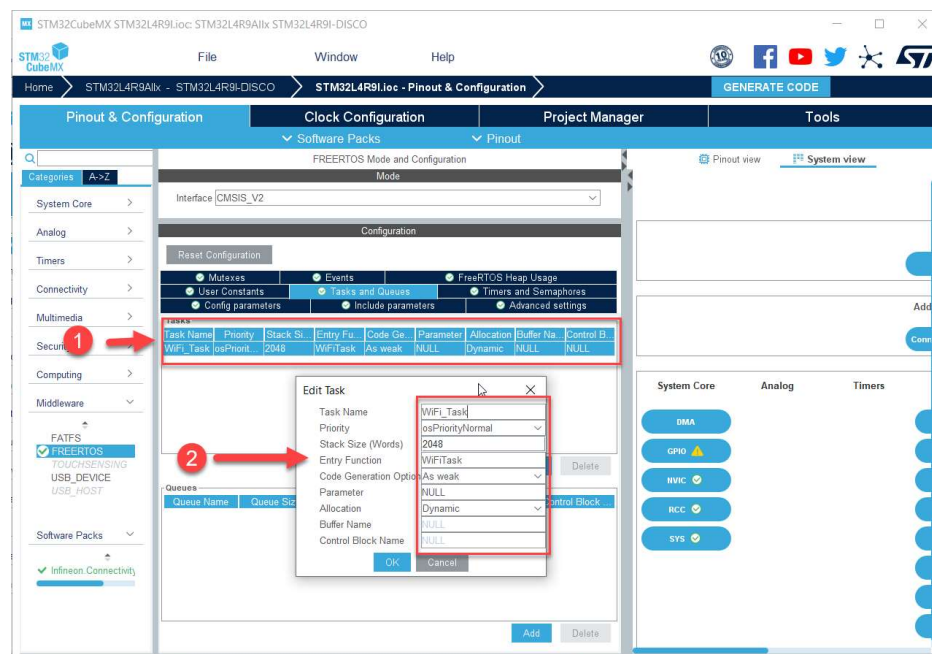 MX STM32CubeMX STM32L4R9I.ioc: STM32L4R9AIIx STM32L4R9I-DISCO
STM32 CubeMX
File Window Help
10
Home STM32L4R9AIIx - STM32L4R9I-DISCO STM32L4R9I.ioc - Pinout & Configuration GENERATE CODE
Pinout & Configuration Clock Configuration Project Manager Tools
Software Packs Pinout
Categories A->Z
System Core
Analog
Timers
Connectivity
Multimedia
Computing
Middleware
FATFS
FREERTOS
TOUCHSENSING
USB_DEVICE
USB_HOST
Software Packs
Infineon.Connectivity
FREERTOS Mode and Configuration
Mode
Interface CMSIS_V2
Configuration
Reset Configuration
Mutexes Events FreeRTOS Heap Usage
User Constants Tasks and Queues Timers and Semaphores
Config parameters Include parameters Advanced settings
Tasks
Task Name Priority Stack Si... Entry Fu... Code Ge... Parameter Allocation Buffer Na... Control B...
WiFi_Task osPriorit... 2048 WiFiTask As weak NULL Dynamic NULL NULL
1
2
Edit Task
Task Name WiFi_Task
Priority osPriorityNormal
Stack Size (Words) 2048
Entry Function WiFiTask
Code Generation Option As weak
Parameter NULL
Allocation Dynamic
Buffer Name NULL
Control Block Name NULL
OK Cancel
Delete
Queues
Queue Name Queue Siz Control Block ...
Add Delete
Pinout view System view
Add
System Core Analog Timers
DMA
GPIO
NVIC
RCC
SYS